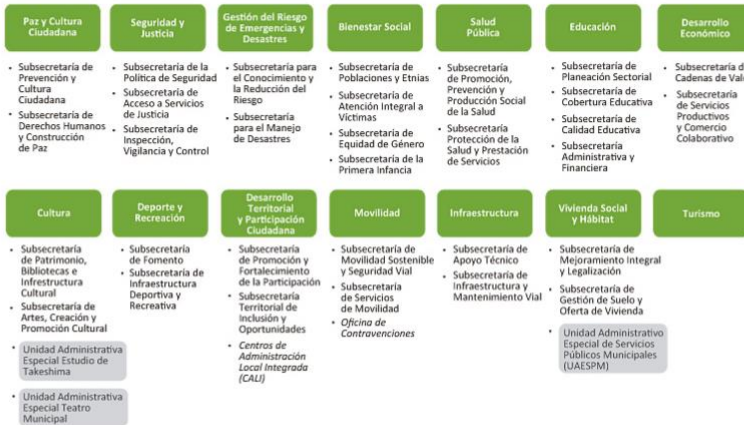 Paz y Cultura
Ciudadana
• Subsecretaría de
Prevención y
Cultura
Ciudadana
• Subsecretaría de
Derechos Humanos
y Construcción
de Paz
Seguridad y
Justicia
• Subsecretaría de la
Política de Seguridad
• Subsecretaría de
Acceso a Servicios
de Justicia
• Subsecretaría de
Inspección,
Vigilancia y Control
Gestión del Riesgo
de Emergencias y
Desastres
• Subsecretaría para
el Conocimiento y
la Reducción del
Riesgo
• Subsecretaría
para el Manejo
de Desastres
Bienestar Social
• Subsecretaría de
Poblaciones y Etnias
• Subsecretaría de
Atención Integral a
Víctimas
• Subsecretaría de
Equidad de Género
• Subsecretaría de la
Primera Infancia
Salud
Pública
• Subsecretaría
de Promoción,
Prevención y
Producción Social
de la Salud
• Subsecretaría
Protección de la
Salud y Prestación
de Servicios
Educación
• Subsecretaría de
Planeación Sectorial
• Subsecretaría de
Cobertura Educativa
• Subsecretaría de
Calidad Educativa
• Subsecretaría
Administrativa y
Financiera
Desarrollo
Económico
• Subsecretaría d
Cadenas de Valo
• Subsecretaría
de Servicios
Productivos
y Comercio
Colaborativo
Cultura
• Subsecretaría
de Patrimonio,
Bibliotecas e
Infrestructura
Cultural
• Subsecretaría de
Artes, Creación y
Promoción Cultural
• Unidad Administrativa
Especial Estudio de
Takeshima
• Unidad Administrativa
Especial Teatro
Municipal
Deporte y
Recreación
• Subsecretaría
de Fomento
• Subsecretaría de
Infraestructura
Deportiva y
Recreativa
Desarrollo
Territorial
y Participación
Ciudadana
• Subsecretaría
de Promoción y
Fortalecimiento
de la Participación
• Subsecretaría
Territorial de
Inclusión y
Oportunidades
• Centros de
Administración
Local Integrada
(CALI)
Movilidad
• Subsecretaría de
Movilidad Sostenible
y Seguridad Vial
• Subsecretaría
de Servicios
de Movilidad
• Oficina de
Contravenciones
Infraestructura
• Subsecretaría de
Apoyo Técnico
• Subsecretaría de
Infraestructura y
Mantenimiento Vial
Vivienda Social
y Hábitat
• Subsecretaría de
Mejoramiento Integral
y Legalización
• Subsecretaría de
Gestión de Suelo y
Oferta de Vivienda
• Unidad Administrativo
Especial de Servicios
Públicos Municipales
(UAESPM)
Turismo